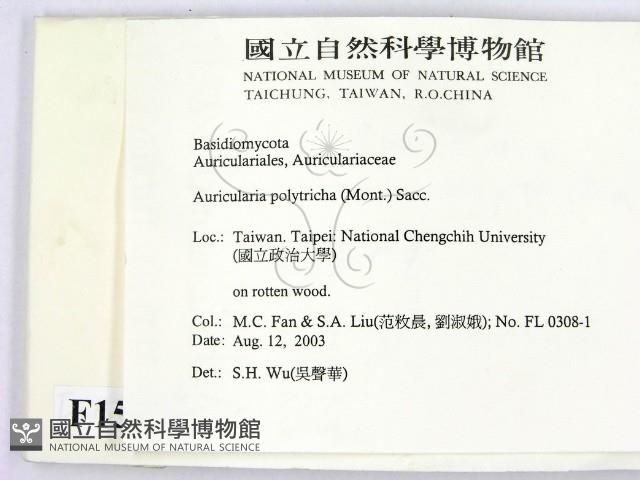 國立自然科學博物館
NATIONAL MUSEUM OF NATURAL SCIENCE
TAICHUNG, TAIWAN, R.O.CHINA
Basidiomycota
Auriculariales, Auriculariaceae
Auricularia polytricha (Mont.) Sacc.
Loc.: Taiwan. Taipei: National Chengchih University
(國立政治大學)
on rotten wood.
Col.: M.C. Fan & S.A. Liu(范敉晨, 劉淑娥); No. FL 0308-1
Date: Aug. 12, 2003
Det.: S.H. Wu(吳聲華)
F15
國立自然科學博物館
NATIONAL MUSEUM OF NATURAL SCIENCE